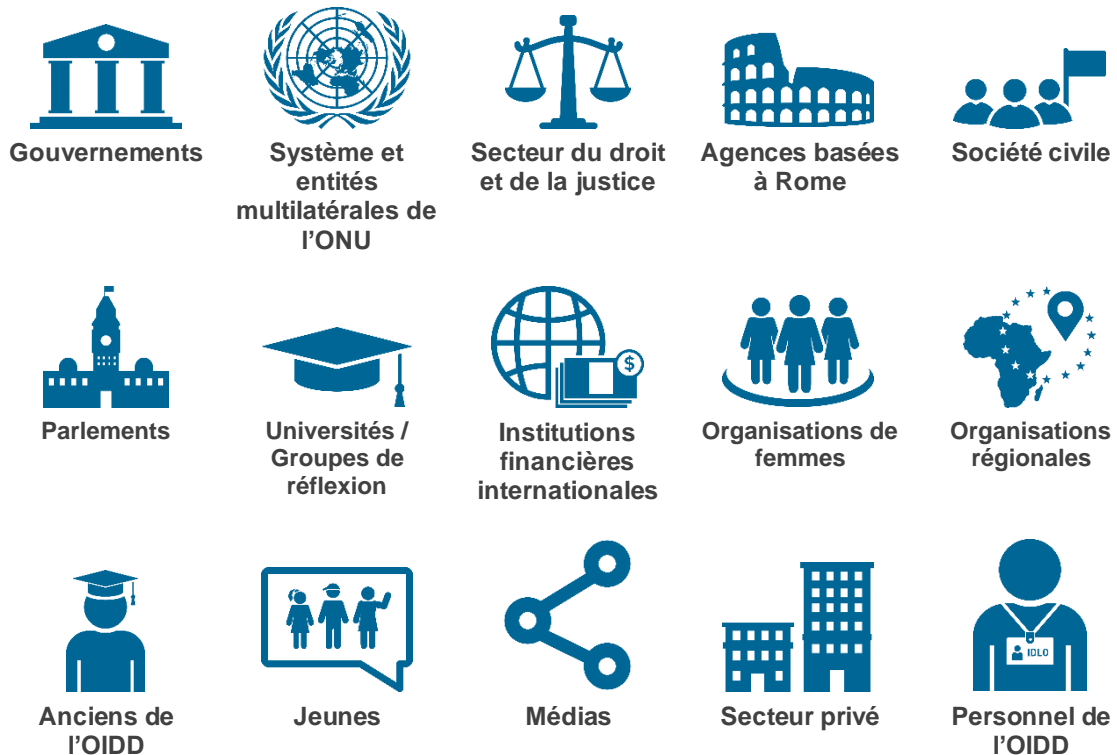 Gouvernements
Système et
entités
multilatérales de
l'ONU
Secteur du droit
et de la justice
Agences basées
à Rome
Société civile
Parlements
Universités /
Groupes de
réflexion
$
Institutions
financières
internationales
Organisations de
femmes
Organisations
régionales
Anciens de
l'OIDD
Jeunes
Médias
Secteur privé
IDLO
Personnel de
l'OIDD